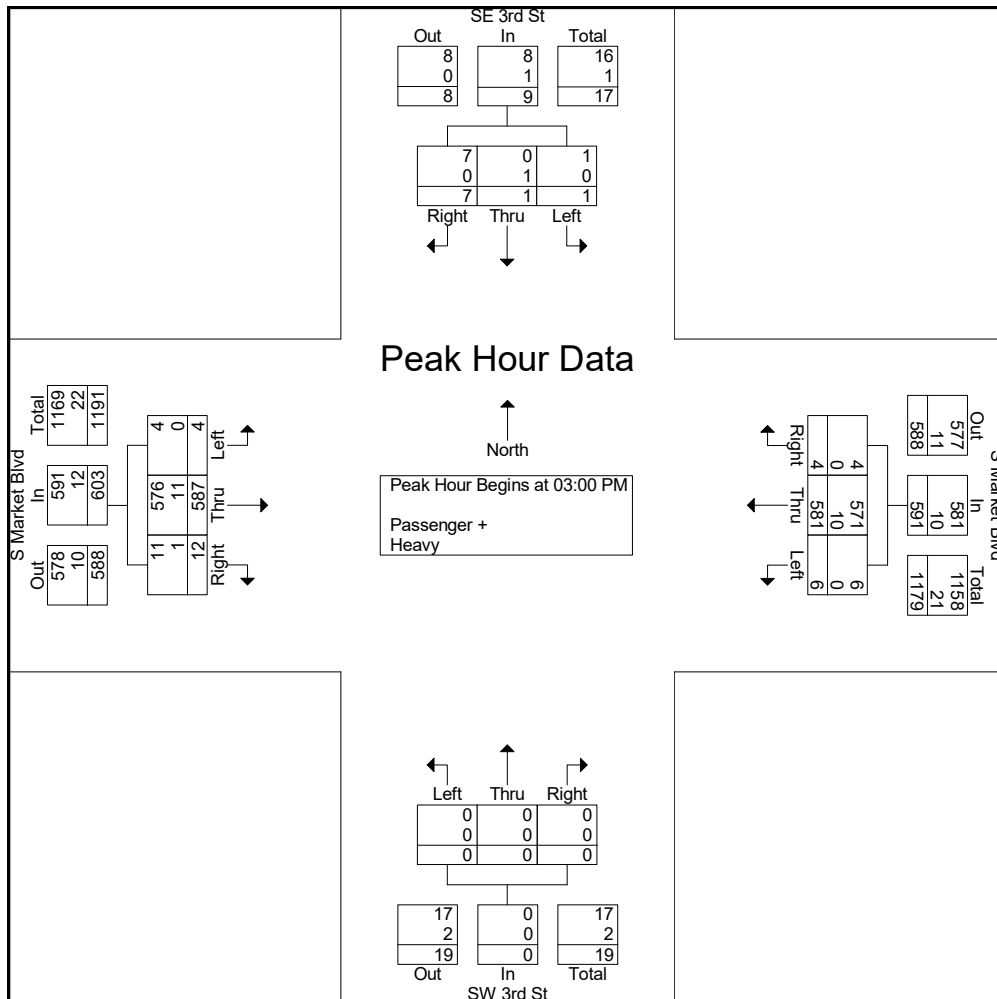 SE 3rd St
Out In Total
8 8 16
0 1 1
8 9 17
7 0 1
0 1 0
7 1 1
Right Thru Left
Peak Hour Data
North
Peak Hour Begins at 03:00 PM
Passenger +
Heavy
S Market Blvd
Total In Out
1169 591 578
22 12 10
1191 603 588
4 576 11
0 11 1
4 587 12
Left Thru Right
S Market Blvd
Out In Total
577 581 1158
11 10 21
588 591 1179
4 571 6
0 10 0
4 581 6
Right Thru Left
Left Thru Right
0 0 0
0 0 0
0 0 0
17 0 17
2 0 2
19 0 19
Out In Total
SW 3rd St